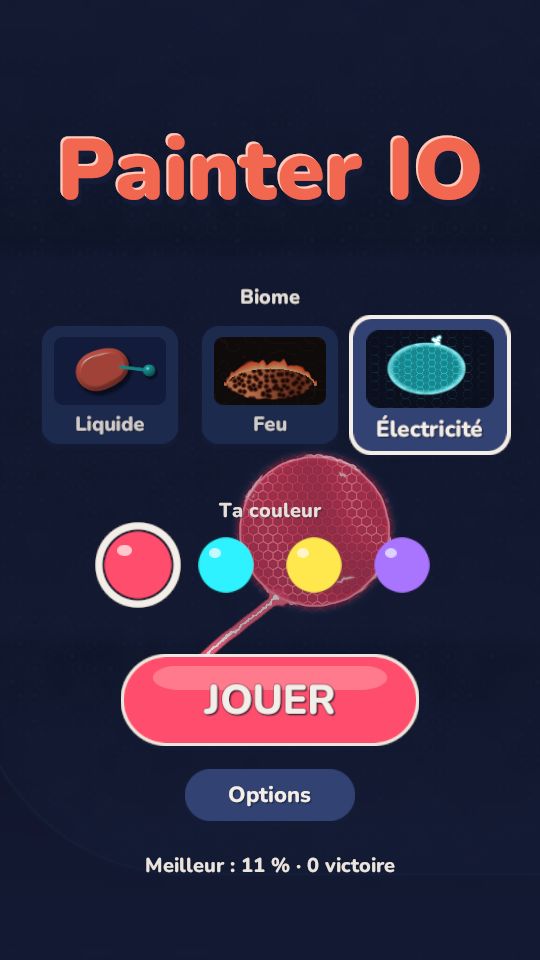 Painter IO
Biome
Liquide
Feu
Électricité
Ta couleur
JOUER
Options
Meilleur : 11 % · 0 victoire